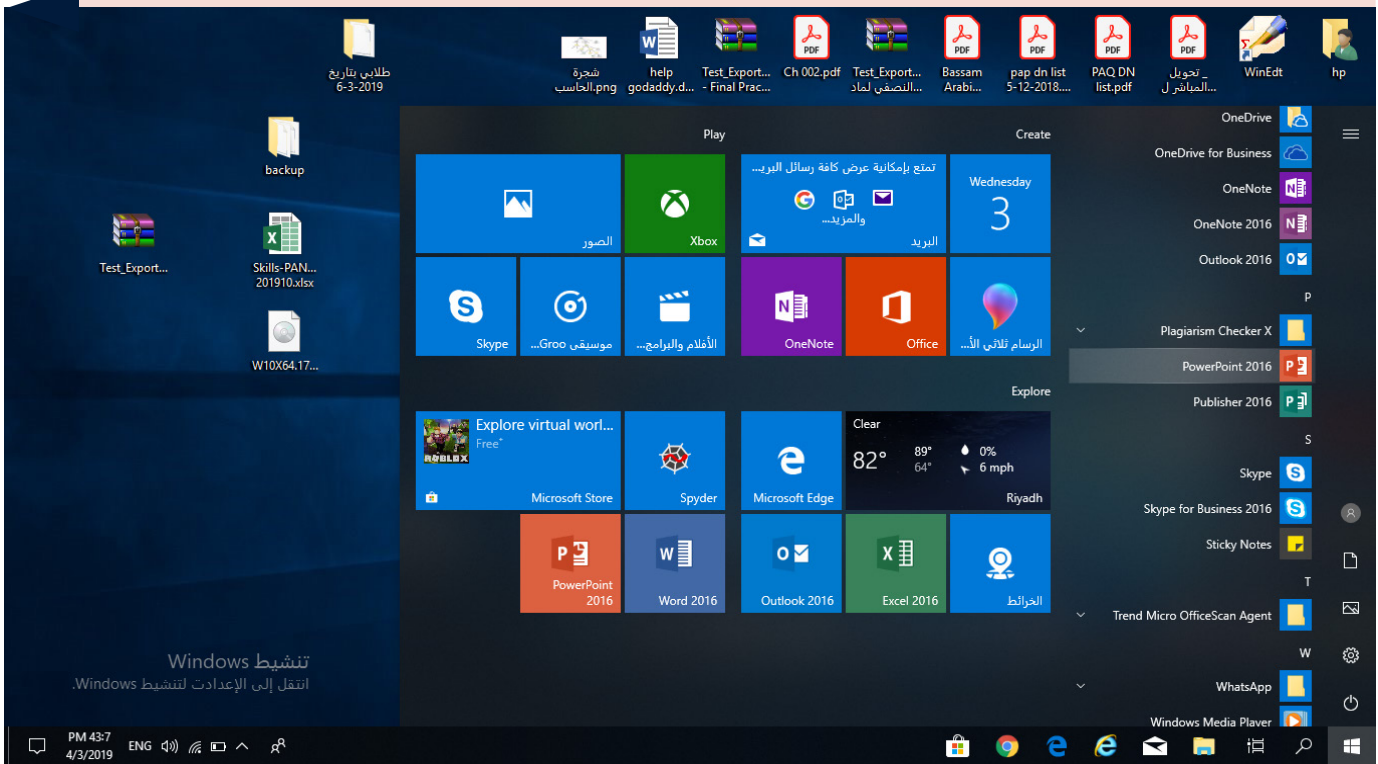 hp
WinEdt
تحويل _
المباشر ل...
PAQ DN
list.pdf
pap dn list
5-12-2018....
Bassam
Arabi...
Test_Export...
النصفي لماد...
Ch 002.pdf
Test_Export...
- Final Prac...
help
godaddy.d...
شجرة
الحاسب.png
طلابي بتاريخ
6-3-2019
backup
Skills-PAN...
201910.xlsx
Test_Export...
W10X64.17...
OneDrive
OneDrive for Business
OneNote
OneNote 2016
Outlook 2016
P
Plagiarism Checker X
PowerPoint 2016
Publisher 2016
S
Skype
Skype for Business 2016
Sticky Notes
T
Trend Micro OfficeScan Agent
W
WhatsApp
Windows Media Player
Create
Wednesday
3
تمتع بإمكانية عرض كافة رسائل البريد...
والمزيد...
البريد
الرسام ثلاثي الأ...
Office
OneNote
Play
Xbox
الصور
الأفلام والبرامج...
موسيقى Groo...
Skype
Explore
Clear
82°
89°
64°
0%
6 mph
Riyadh
Microsoft Edge
الخرائط
Excel 2016
Outlook 2016
Spyder
Explore virtual worl...
Free*
ROBLOX
Microsoft Store
Word 2016
PowerPoint
2016
تنشيط Windows
انتقل إلى الإعدادت لتنشيط Windows.
PM 43:7
4/3/2019
ENG